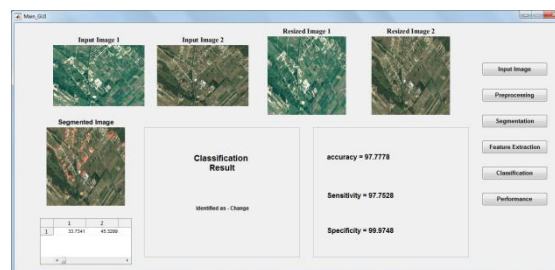 Main_GUI
Input Image 1
Input Image 2
Resized Image 1
Resized Image 2
Input Image
Preprocessing
Segmentation
Feature Extraction
Classification
Performance
Segmented Image
Classification
Result
Identified as - Change
accuracy = 97.7778
Sensitivity = 97.7528
Specificity = 99.9748
1 2
1 33.7341 45.3289